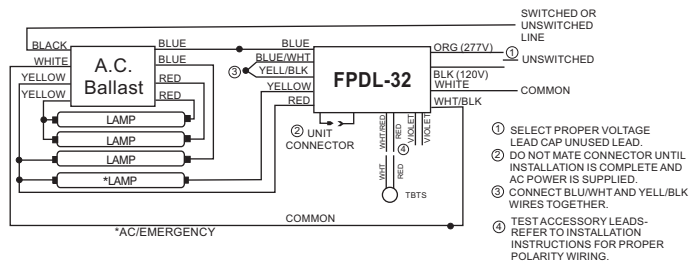 SWITCHED OR
UNSWITCHED
LINE
BLACK
WHITE
YELLOW
YELLOW
A.C.
Ballast
BLUE
BLUE
RED
RED
BLUE
BLUE/WHT
③ YELL/BLK
YELLOW
RED
FPDL-32
ORG (277V)
①
UNSWITCHED
BLK (120V)
WHITE
COMMON
WHT/BLK
LAMP
LAMP
LAMP
*LAMP
② UNIT
CONNECTOR
WHT/RED
RED
VIOLET
VIOLET
④
WHT
RED
TBTS
COMMON
*AC/EMERGENCY
① SELECT PROPER VOLTAGE
LEAD CAP UNUSED LEAD.
② DO NOT MATE CONNECTOR UNTIL
INSTALLATION IS COMPLETE AND
AC POWER IS SUPPLIED.
③ CONNECT BLU/WHT AND YELL/BLK
WIRES TOGETHER.
④ TEST ACCESSORY LEADS-
REFER TO INSTALLATION
INSTRUCTIONS FOR PROPER
POLARITY WIRING.